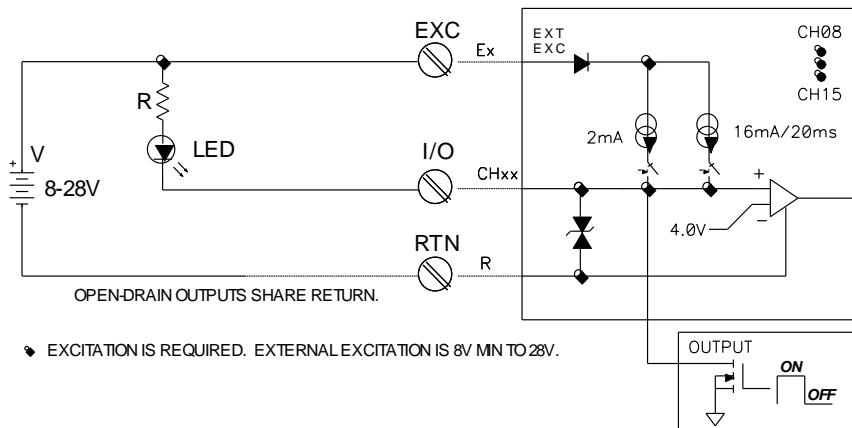 EXC
Ex
EXT
EXC
CH08
CH15
R
LED
2mA
16mA/20ms
V
+
8-28V
I/O
CHxx
+
4.0V
−
RTN
R
OPEN-DRAIN OUTPUTS SHARE RETURN.
EXCITATION IS REQUIRED. EXTERNAL EXCITATION IS 8V MIN TO 28V.
OUTPUT
ON
OFF